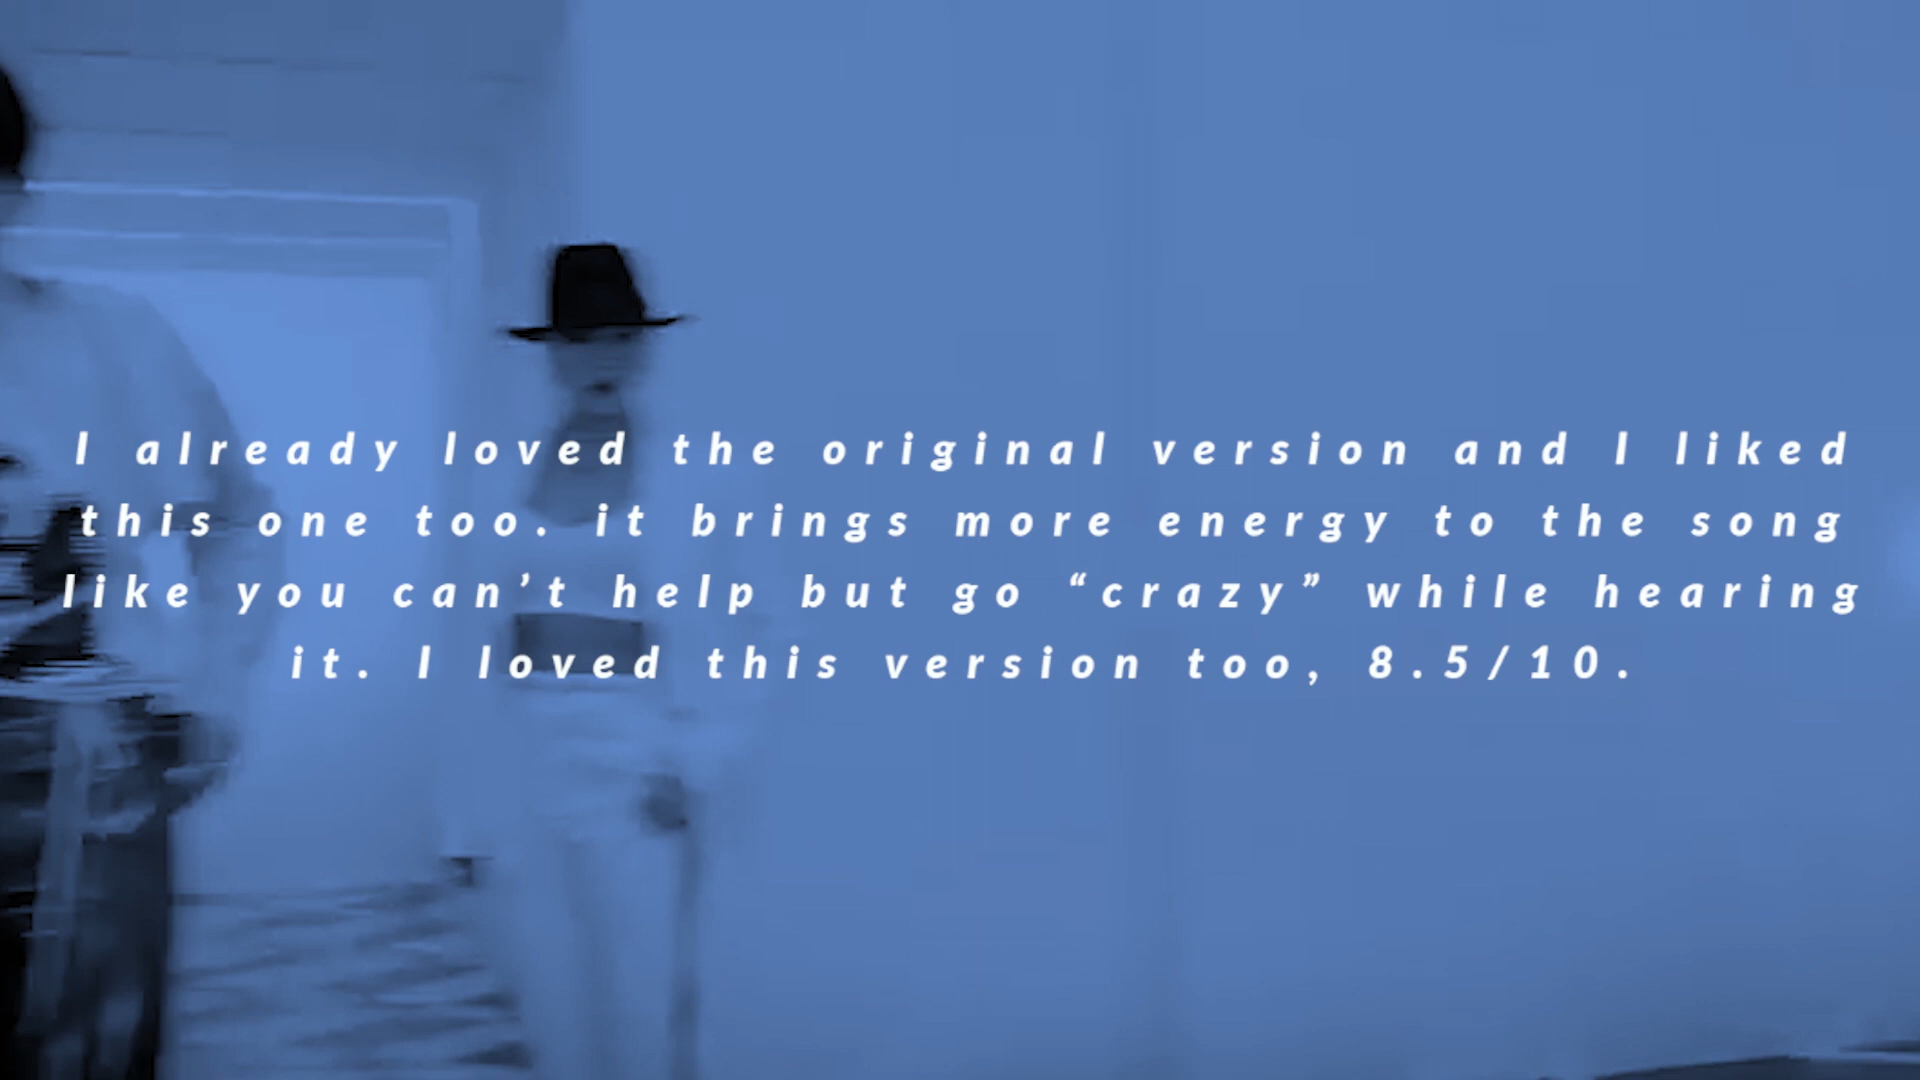 I already loved the original version and I liked
this one too. it brings more energy to the song
like you can’t help but go “crazy” while hearing
it. I loved this version too, 8.5/10.